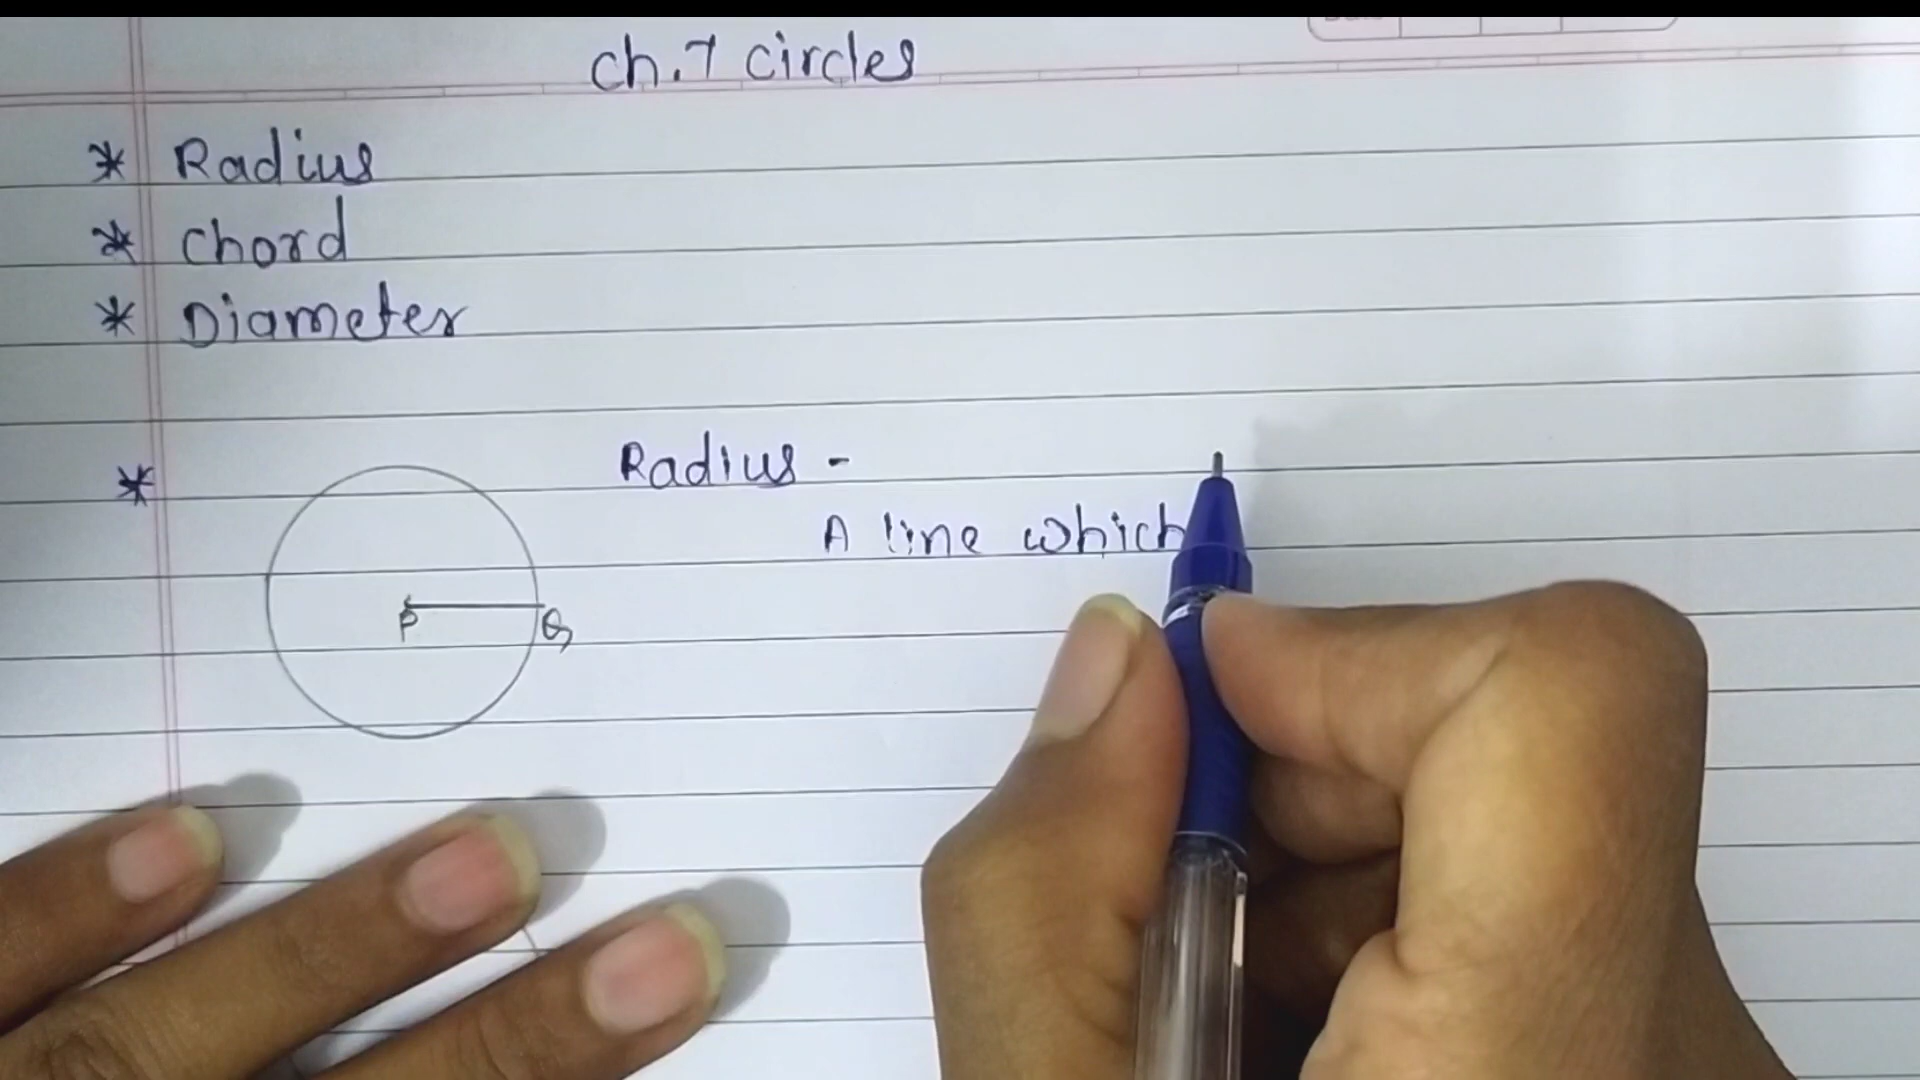 ch.7 circles
* Radius
* Chord
* Diameter
* Radius -
A line which
P Q